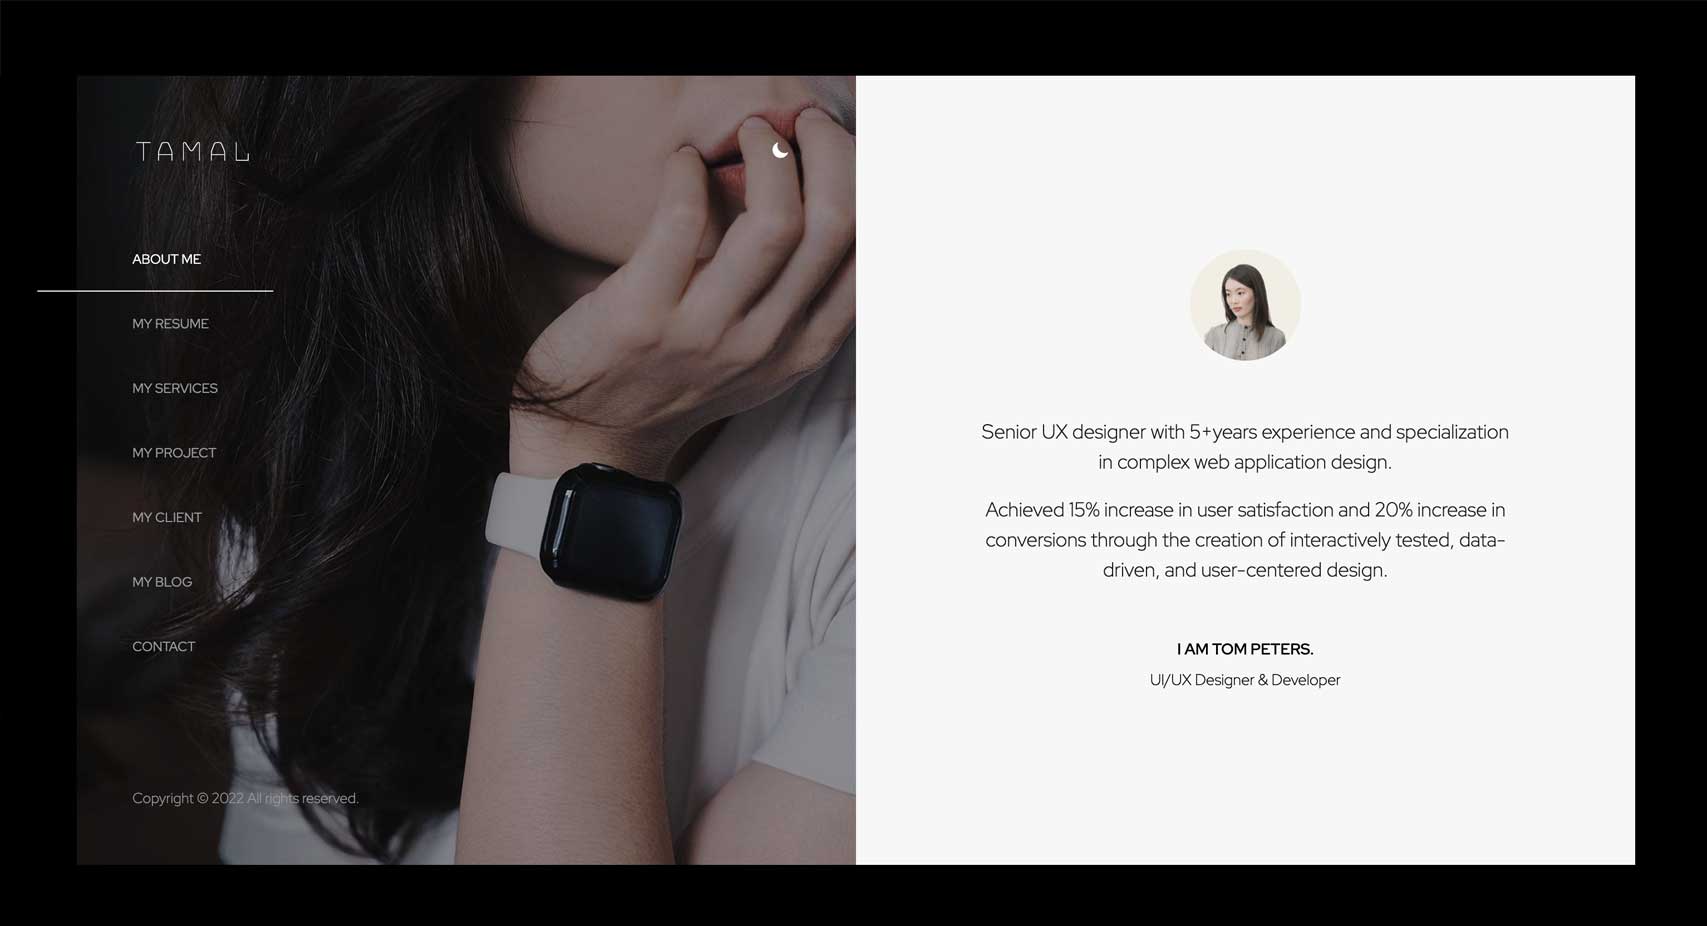 TAMAL
ABOUT ME
MY RESUME
MY SERVICES
MY PROJECT
MY CLIENT
MY BLOG
CONTACT
Copyright © 2022 All rights reserved.
Senior UX designer with 5+years experience and specialization
in complex web application design.
Achieved 15% increase in user satisfaction and 20% increase in
conversions through the creation of interactively tested, data-
driven, and user-centered design.
I AM TOM PETERS.
UI/UX Designer & Developer